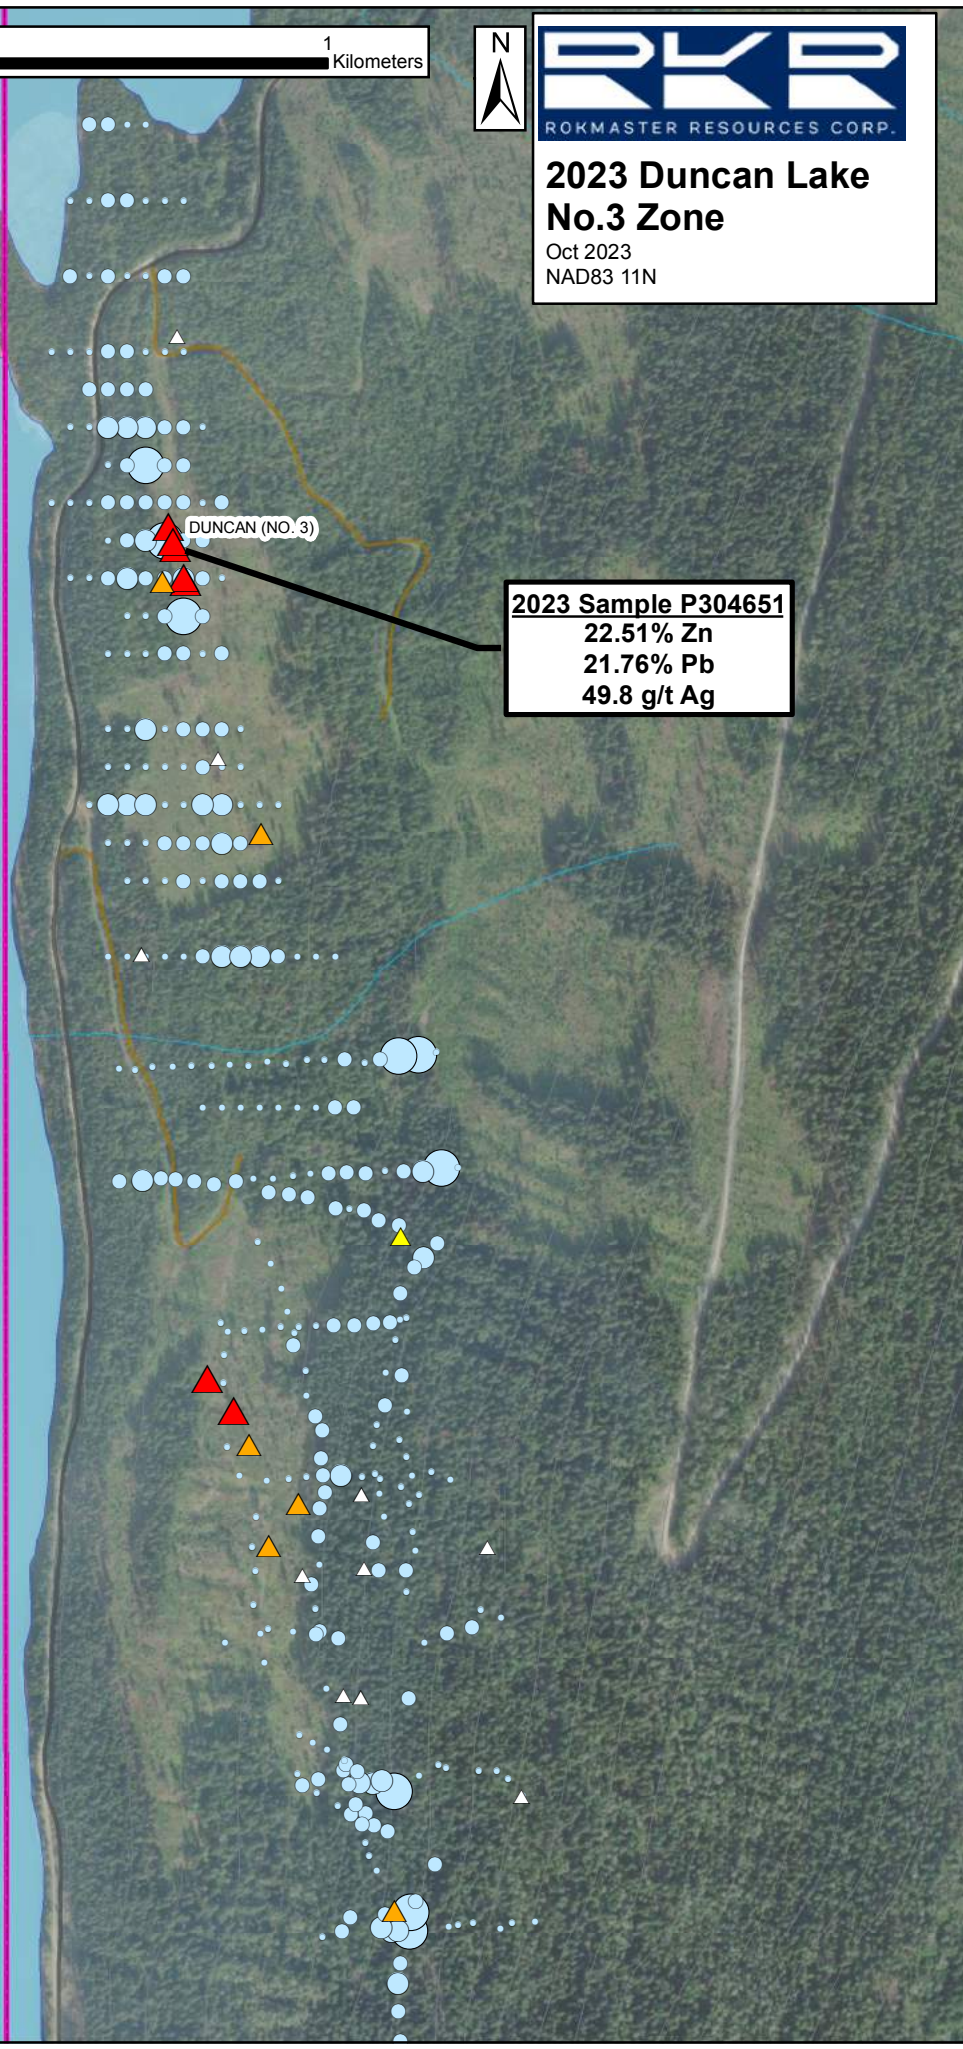 1
Kilometers
N
RKR
ROKMASTER RESOURCES CORP.
2023 Duncan Lake
No.3 Zone
Oct 2023
NAD83 11N
DUNCAN (NO. 3)
2023 Sample P304651
22.51% Zn
21.76% Pb
49.8 g/t Ag